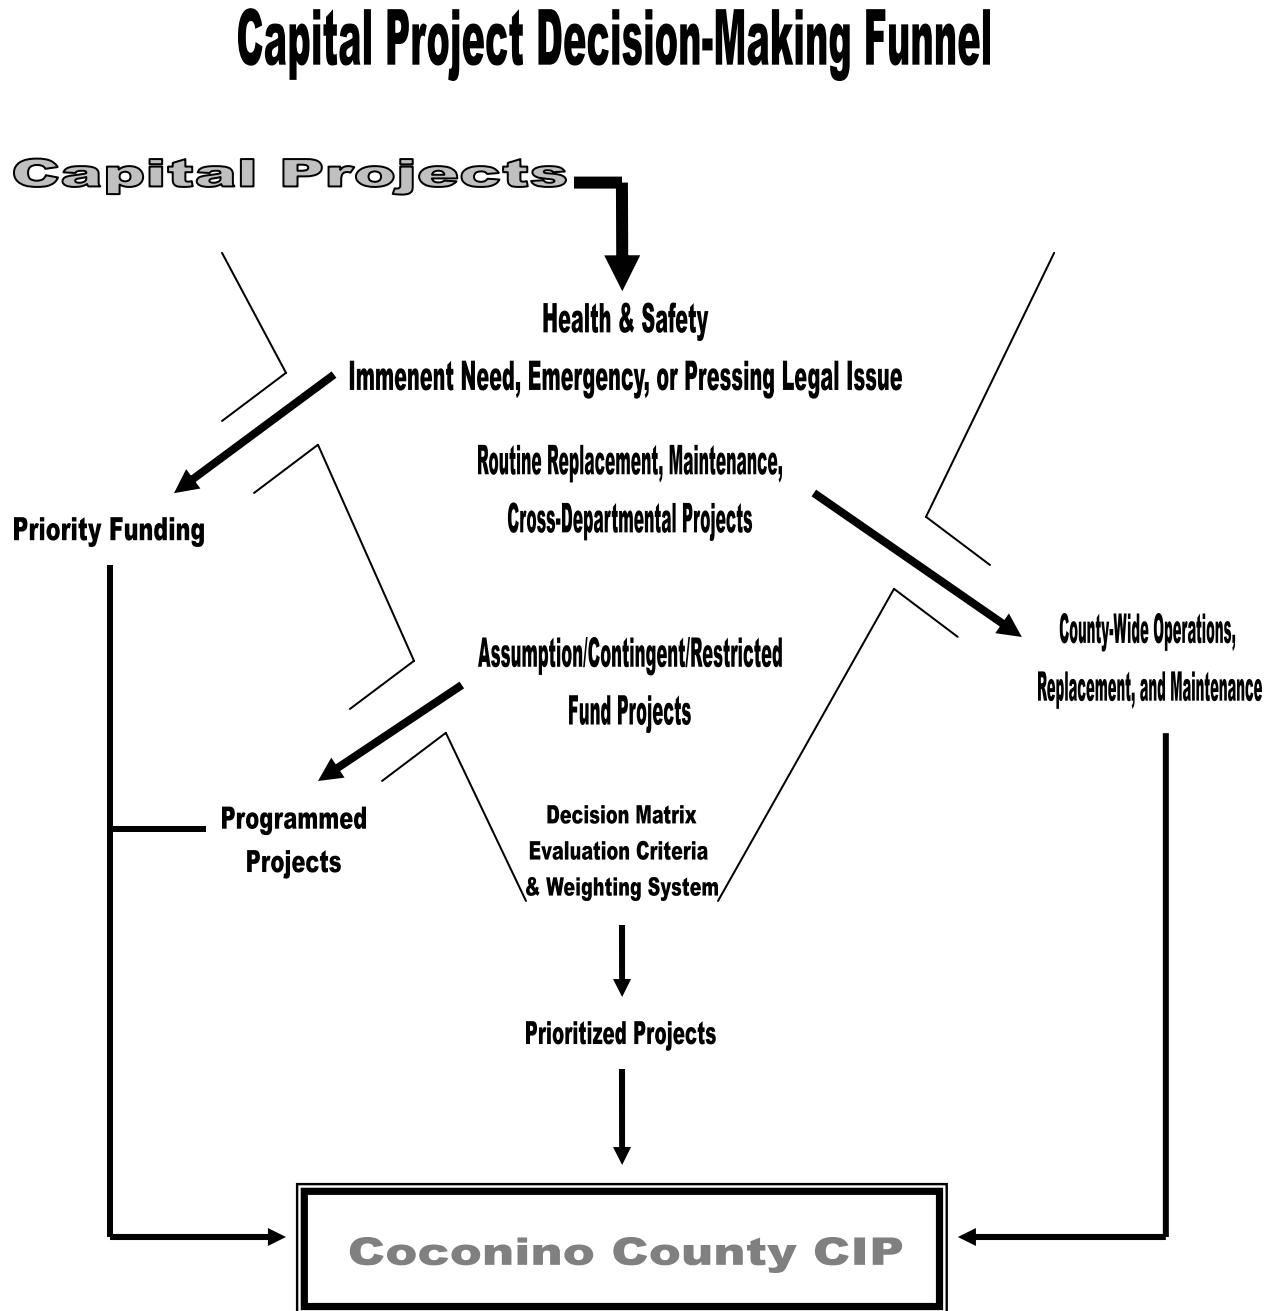 Capital Project Decision-Making Funnel
Capital Projects
Health & Safety
Immenent Need, Emergency, or Pressing Legal Issue
Routine Replacement, Maintenance,
Cross-Departmental Projects
Priority Funding
County-Wide Operations,
Replacement, and Maintenance
Assumption/Contingent/Restricted
Fund Projects
Programmed
Projects
Decision Matrix
Evaluation Criteria
& Weighting System
Prioritized Projects
Coconino County CIP